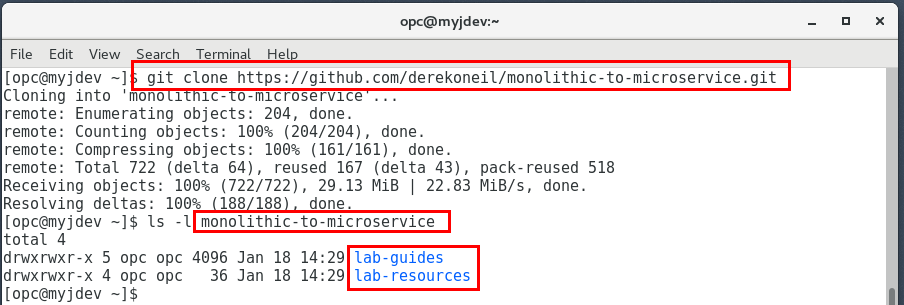 opc@myjdev:~
File Edit View Search Terminal Help
[opc@myjdev ~]$ git clone https://github.com/derekoneil/monolithic-to-microservice.git
Cloning into 'monolithic-to-microservice'...
remote: Enumerating objects: 204, done.
remote: Counting objects: 100% (204/204), done.
remote: Compressing objects: 100% (161/161), done.
remote: Total 722 (delta 64), reused 167 (delta 43), pack-reused 518
Receiving objects: 100% (722/722), 29.13 MiB | 22.83 MiB/s, done.
Resolving deltas: 100% (188/188), done.
[opc@myjdev ~]$ ls -l monolithic-to-microservice
total 4
drwxrwxr-x 5 opc opc 4096 Jan 18 14:29 lab-guides
drwxrwxr-x 4 opc opc   36 Jan 18 14:29 lab-resources
[opc@myjdev ~]$